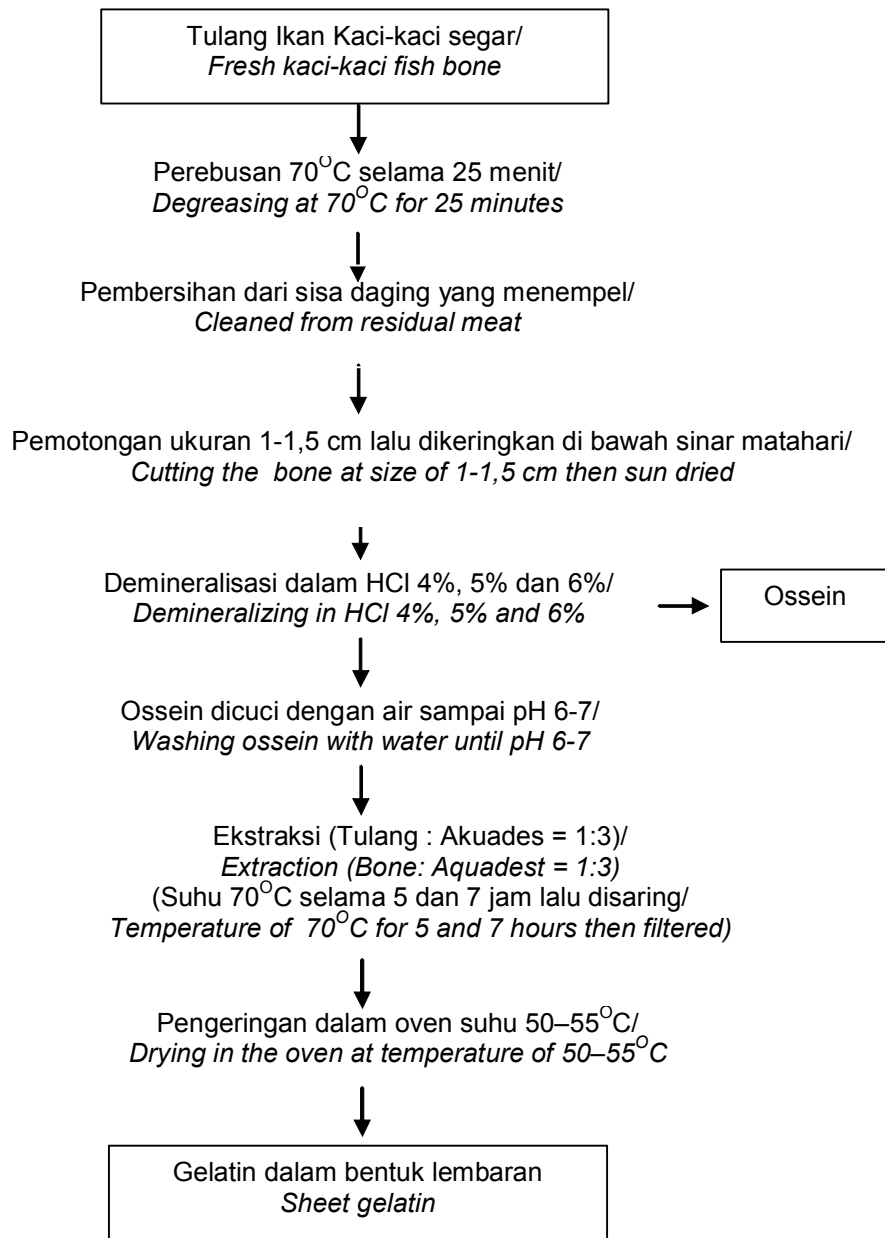 Tulang Ikan Kaci-kaci segar/
Fresh kaci-kaci fish bone
Perebusan 70°C selama 25 menit/
Degreasing at 70°C for 25 minutes
Pembersihan dari sisa daging yang menempel/
Cleaned from residual meat
Pemotongan ukuran 1-1,5 cm lalu dikeringkan di bawah sinar matahari/
Cutting the bone at size of 1-1,5 cm then sun dried
Demineralisasi dalam HCl 4%, 5% dan 6%/
Demineralizing in HCl 4%, 5% and 6%
Ossein
Ossein dicuci dengan air sampai pH 6-7/
Washing ossein with water until pH 6-7
Ekstraksi (Tulang : Akuades = 1:3)/
Extraction (Bone: Aquadest = 1:3)
(Suhu 70°C selama 5 dan 7 jam lalu disaring/
Temperature of 70°C for 5 and 7 hours then filtered)
Pengeringan dalam oven suhu 50–55°C/
Drying in the oven at temperature of 50–55°C
Gelatin dalam bentuk lembaran
Sheet gelatin